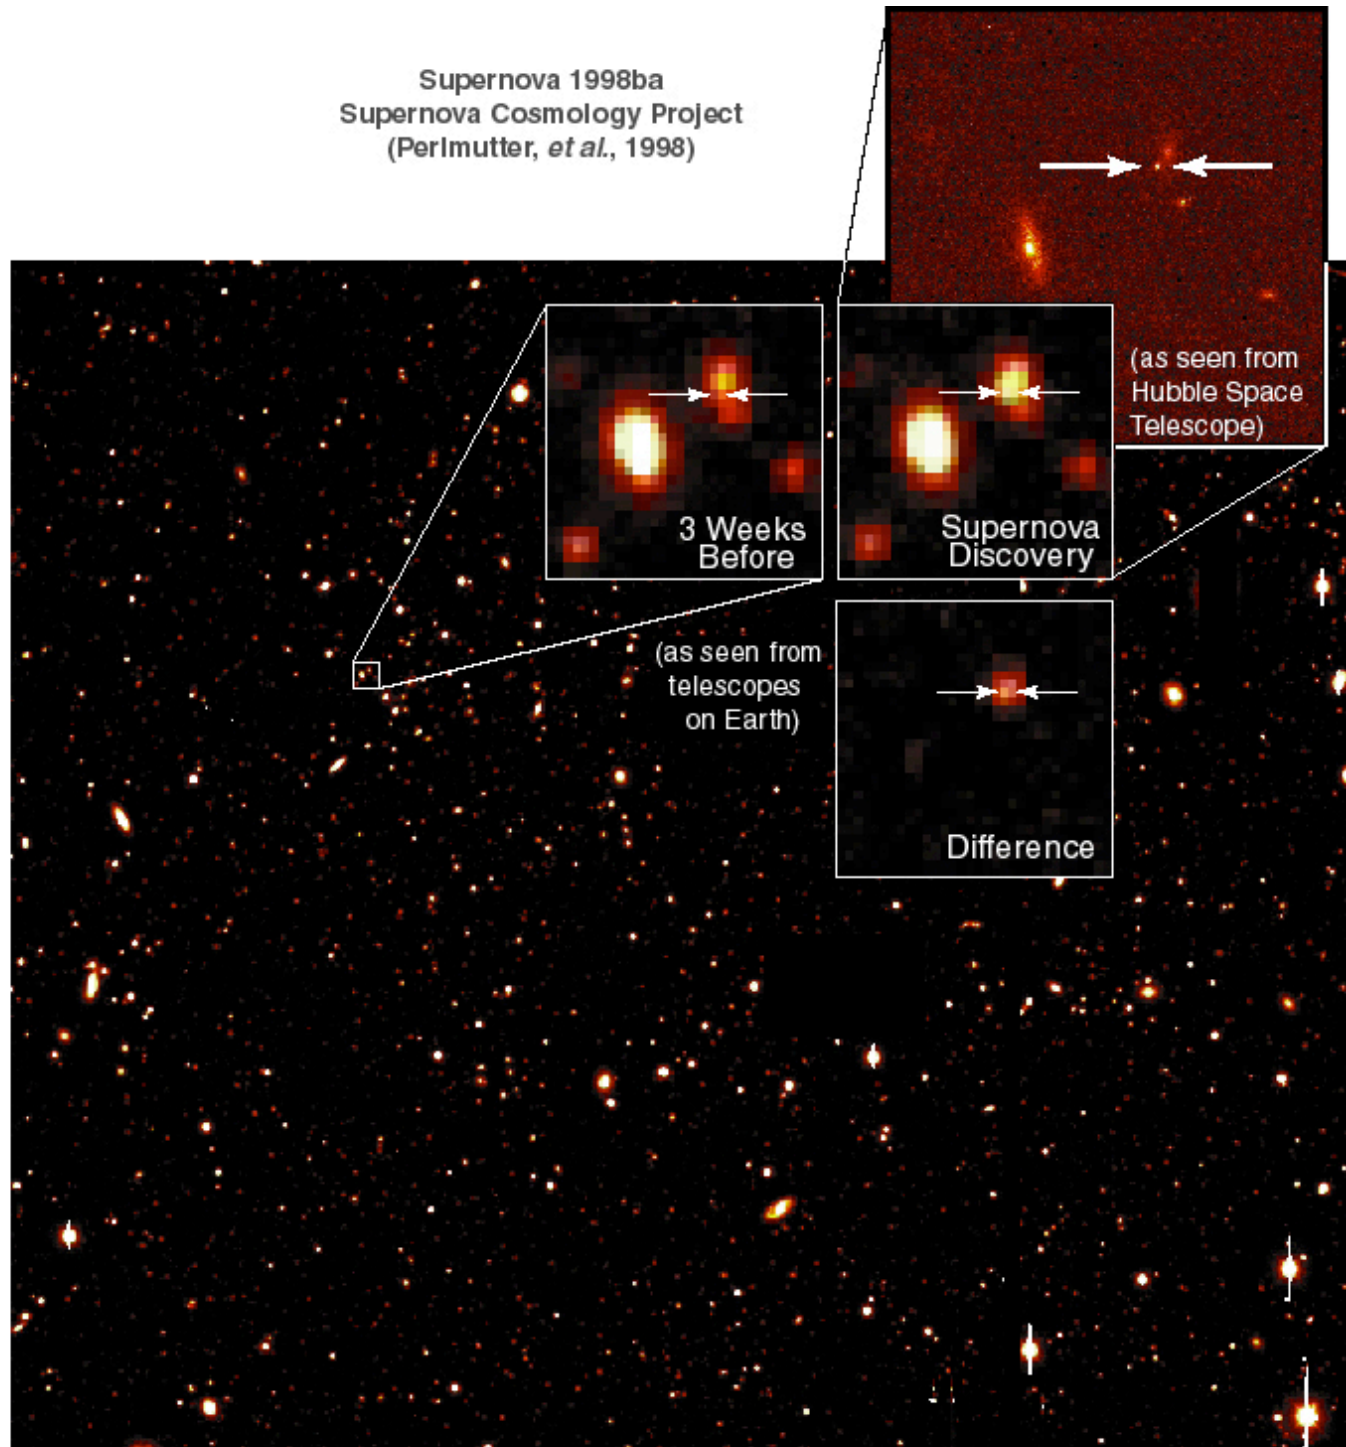 Supernova 1998ba
Supernova Cosmology Project
(Perlmutter, et al., 1998)
(as seen from
Hubble Space
Telescope)
3 Weeks
Before
Supernova
Discovery
(as seen from
telescopes
on Earth)
Difference